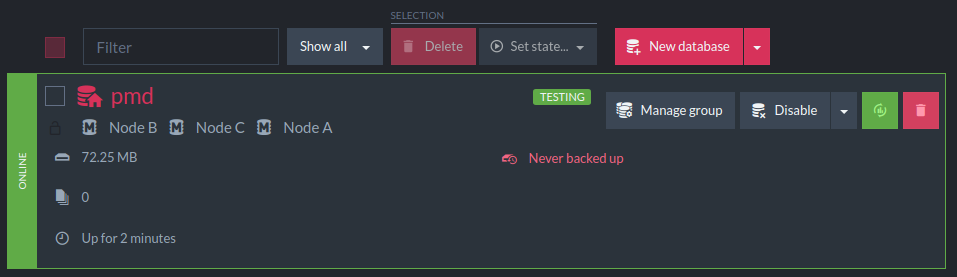 SELECTION
Filter
Show all
Delete
Set state...
New database
ONLINE
pmd
TESTING
Manage group
Disable
Node B
Node C
Node A
72.25 MB
Never backed up
0
Up for 2 minutes